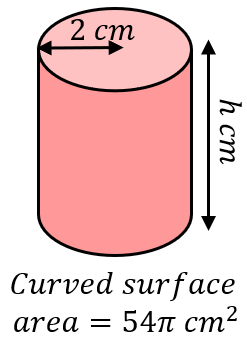 2 cm
h cm
Curved surface
area = 54π cm²